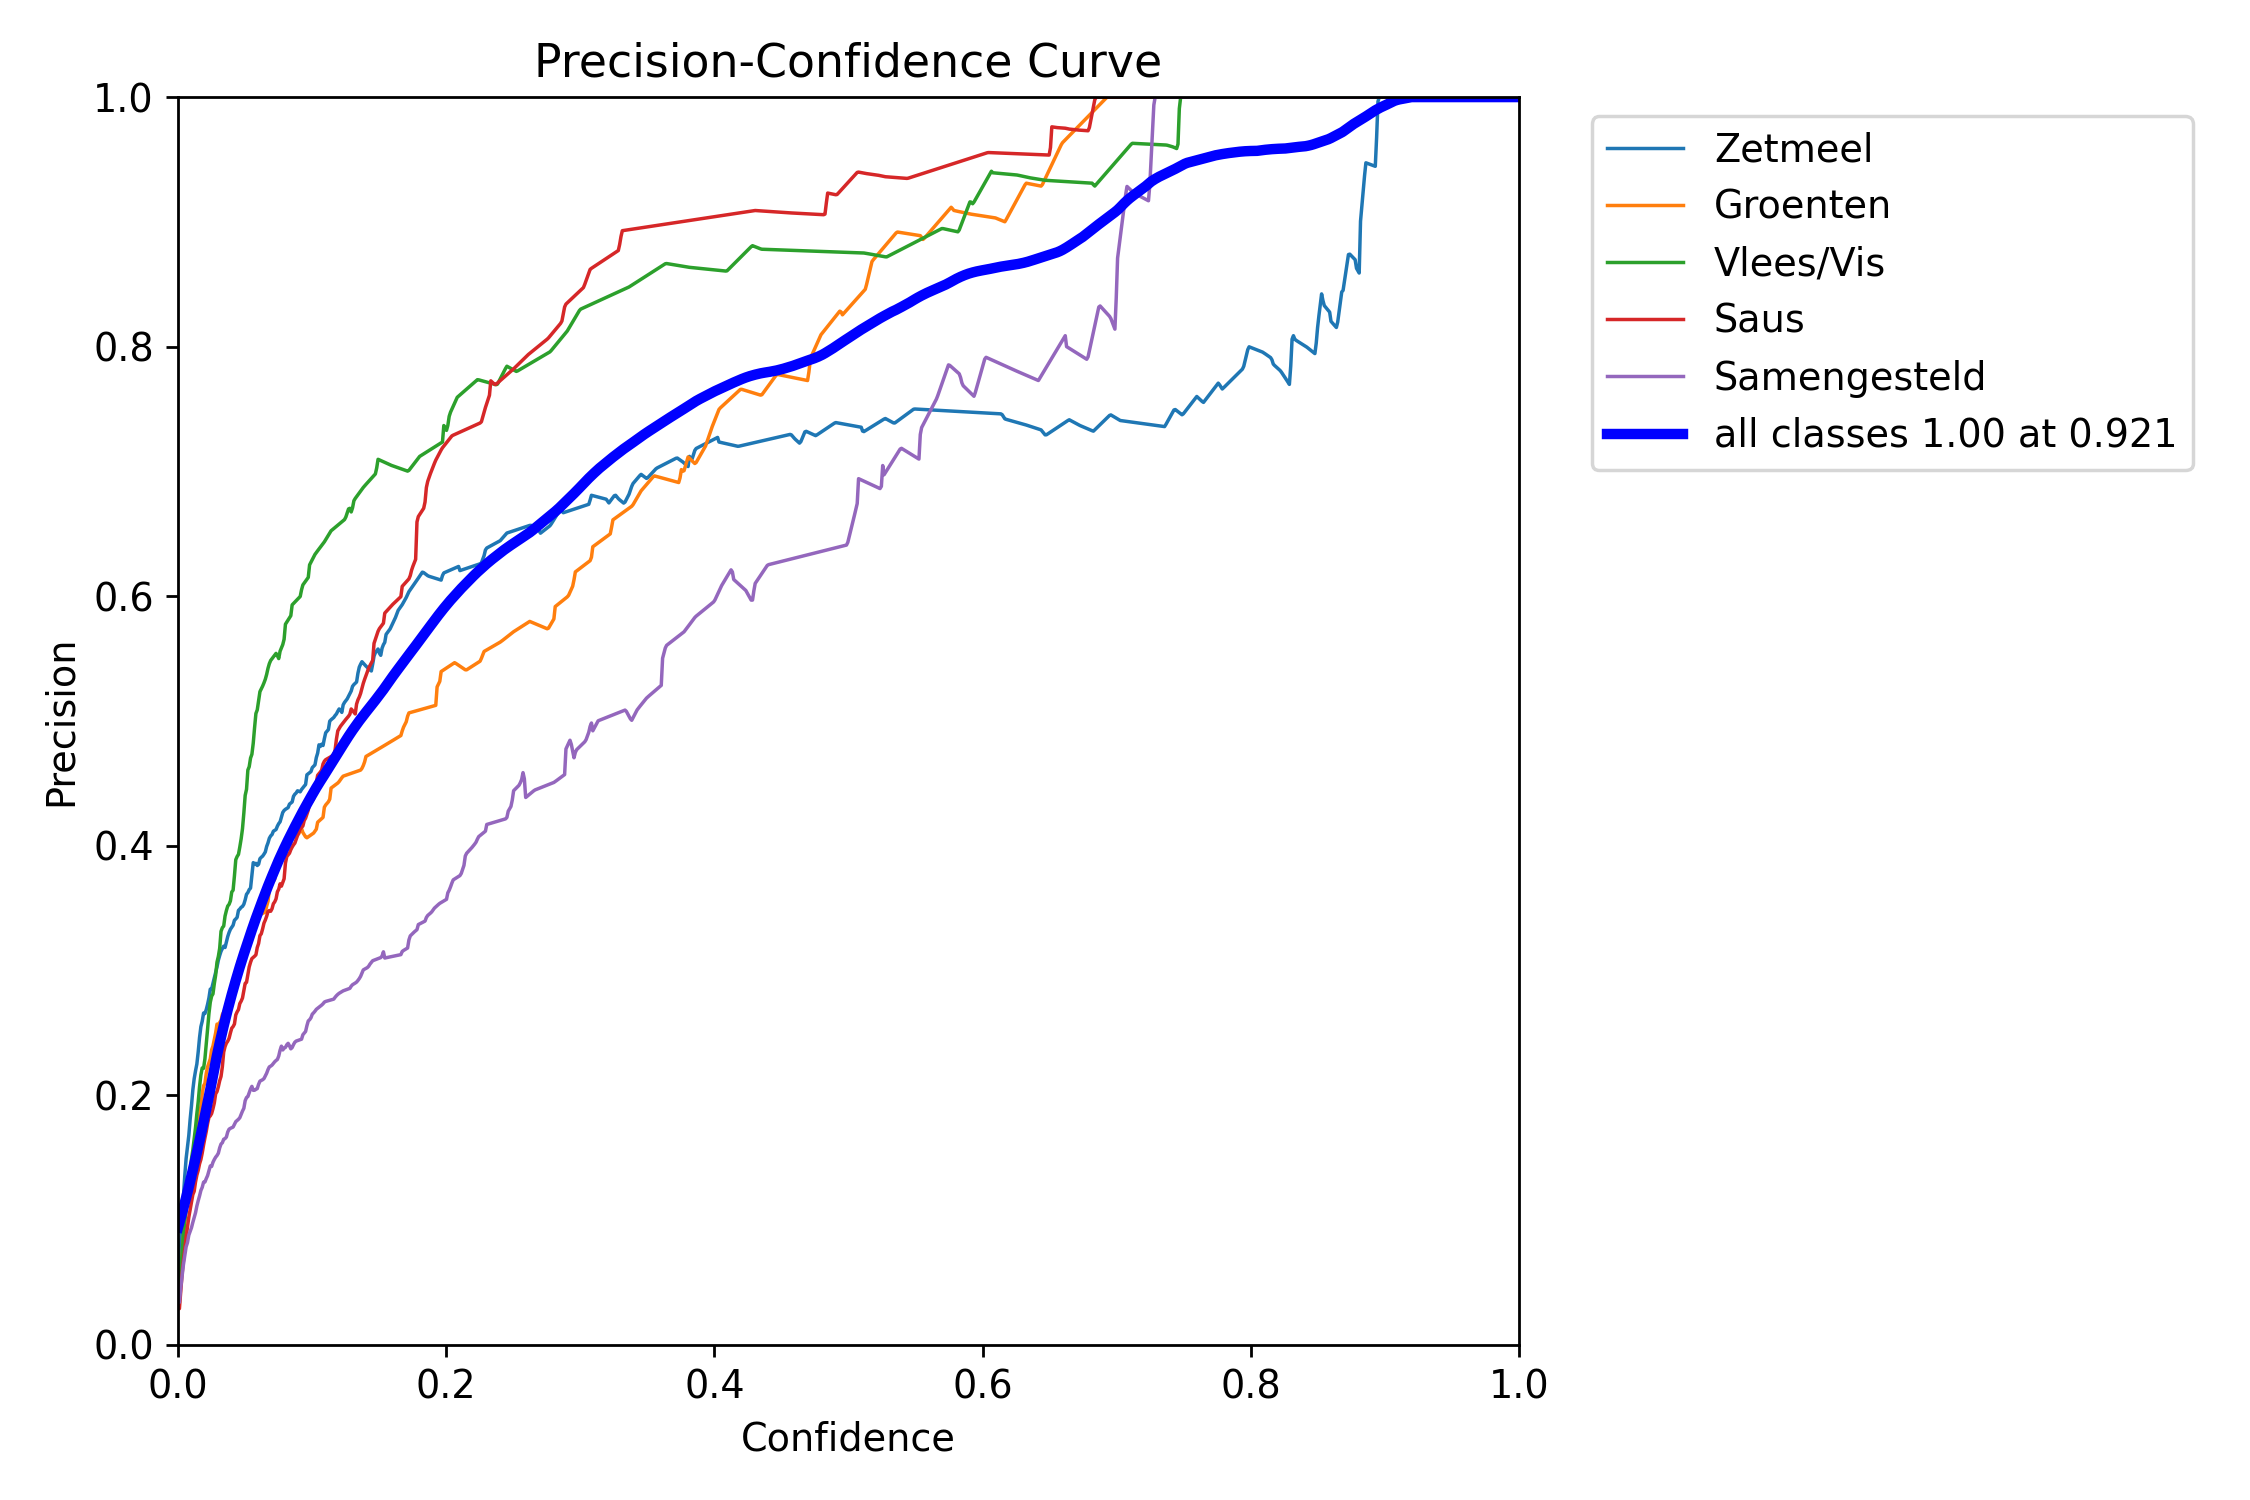 Precision-Confidence Curve
1.0
0.8
0.6
0.4
0.2
0.0
Precision
0.0 0.2 0.4 0.6 0.8 1.0
Confidence
Zetmeel
Groenten
Vlees/Vis
Saus
Samengesteld
all classes 1.00 at 0.921